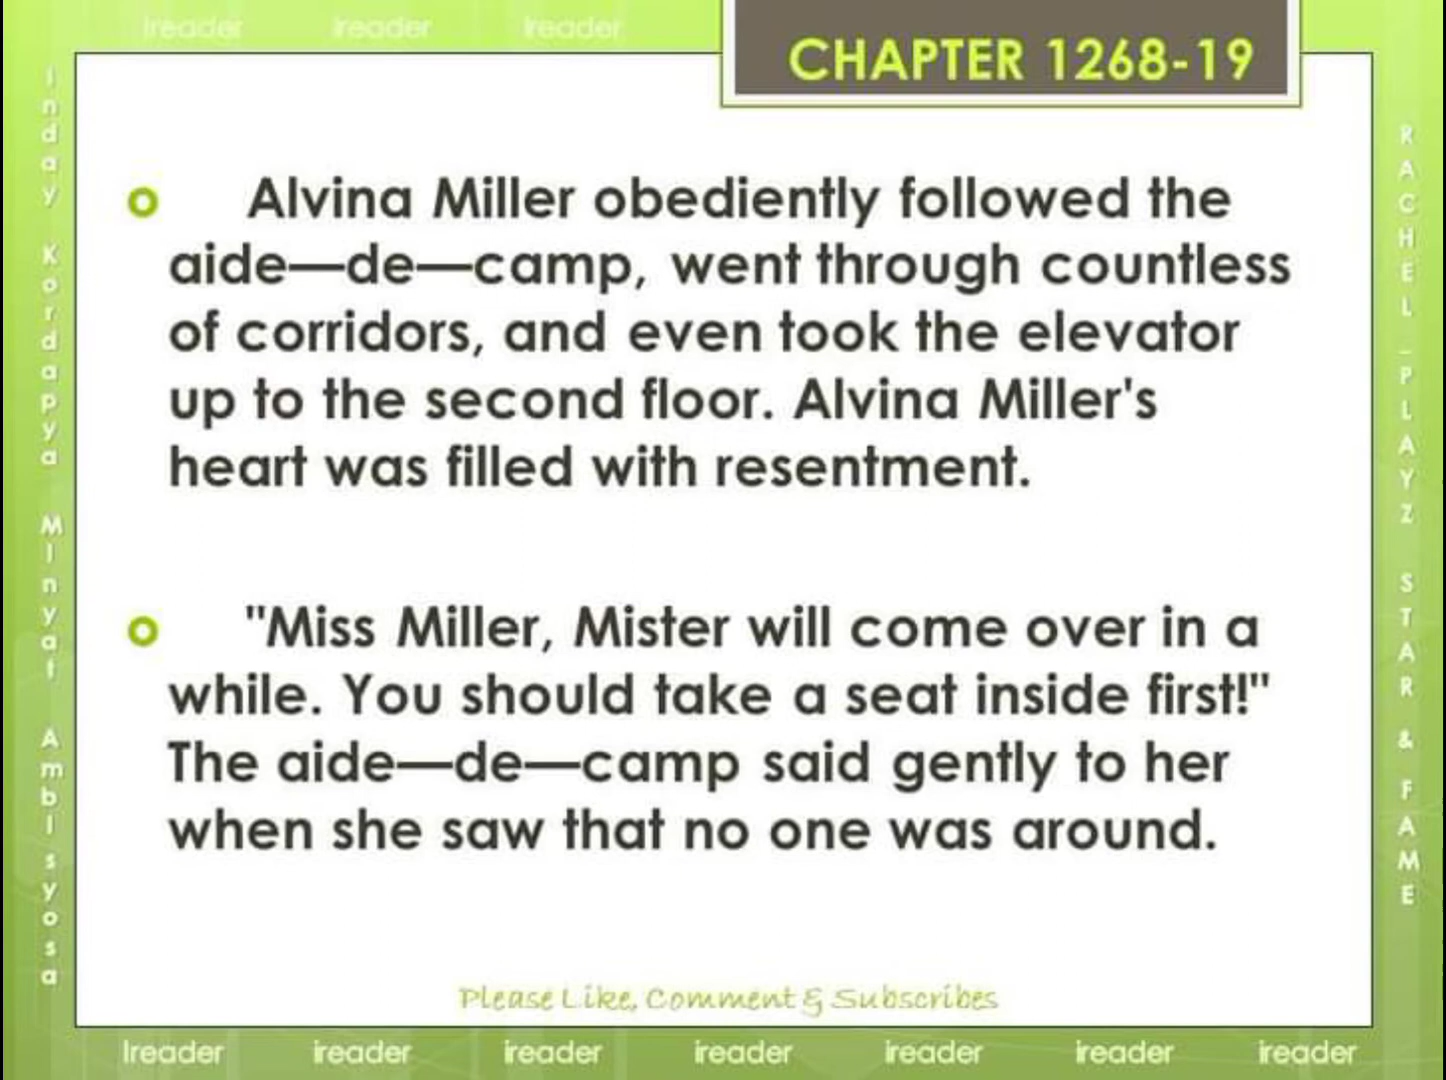 Ireader ireader ireader
CHAPTER 1268-19
Alvina Miller obediently followed the
aide—de—camp, went through countless
of corridors, and even took the elevator
up to the second floor. Alvina Miller's
heart was filled with resentment.
"Miss Miller, Mister will come over in a
while. You should take a seat inside first!"
The aide—de—camp said gently to her
when she saw that no one was around.
Please Like, Comment & Subscribes
Ireader ireader ireader ireader ireader ireader ireader
Inday Kordapya MInyat AmbIsyosa
RACHEL_PLAYZ STAR & FAME